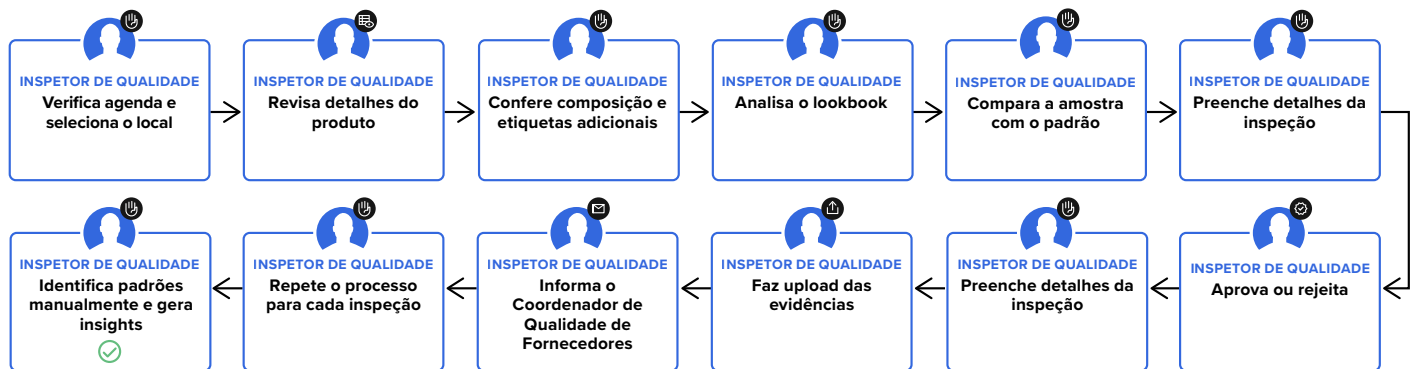 INSPETOR DE QUALIDADE
Verifica agenda e
seleciona o local
INSPETOR DE QUALIDADE
Revisa detalhes do
produto
INSPETOR DE QUALIDADE
Confere composição e
etiquetas adicionais
INSPETOR DE QUALIDADE
Analisa o lookbook
INSPETOR DE QUALIDADE
Compara a amostra
com o padrão
INSPETOR DE QUALIDADE
Preenche detalhes da
inspeção
INSPETOR DE QUALIDADE
Aprova ou rejeita
INSPETOR DE QUALIDADE
Preenche detalhes da
inspeção
INSPETOR DE QUALIDADE
Faz upload das
evidências
INSPETOR DE QUALIDADE
Informa o
Coordenador de
Qualidade de
Fornecedores
INSPETOR DE QUALIDADE
Repete o processo
para cada inspeção
INSPETOR DE QUALIDADE
Identifica padrões
manualmente e gera
insights